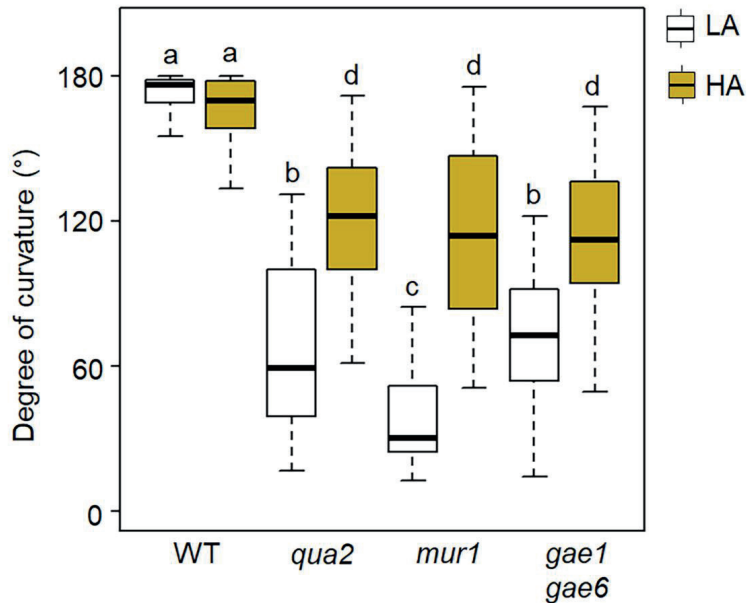 LA
HA
Degree of curvature (°)
180
120
60
0
a
a
b
d
c
d
b
d
WT
qua2
mur1
gae1
gae6